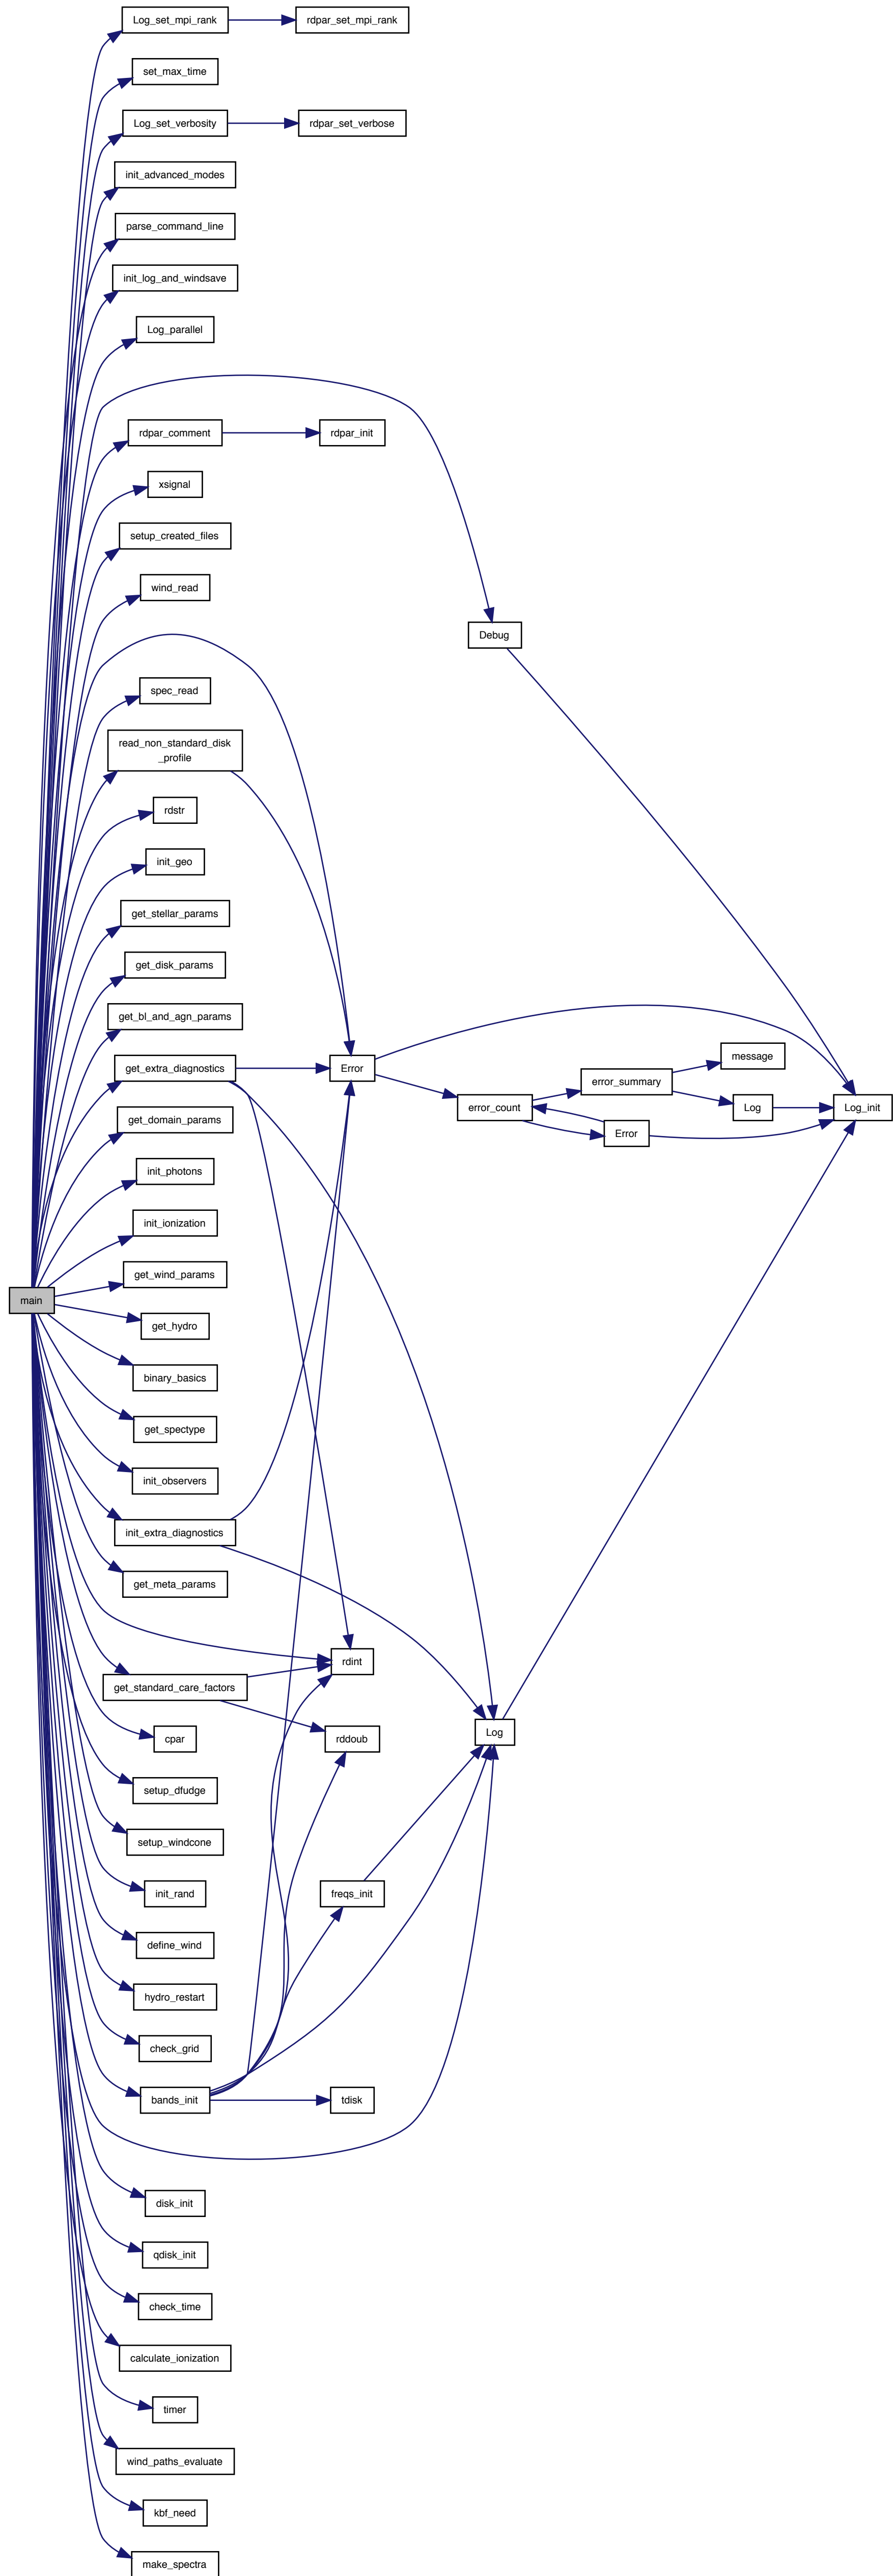 Log_set_mpi_rank
rdpar_set_mpi_rank
set_max_time
Log_set_verbosity
rdpar_set_verbose
init_advanced_modes
parse_command_line
init_log_and_windsave
Log_parallel
rdpar_comment
rdpar_init
xsignal
setup_created_files
wind_read
Debug
spec_read
read_non_standard_disk
_profile
rdstr
init_geo
get_stellar_params
get_disk_params
get_bl_and_agn_params
get_extra_diagnostics
Error
message
error_summary
error_count
Log
Log_init
get_domain_params
Error
init_photons
init_ionization
get_wind_params
main
get_hydro
binary_basics
get_spectype
init_observers
init_extra_diagnostics
get_meta_params
rdint
get_standard_care_factors
Log
cpar
rddoub
setup_dfudge
setup_windcone
init_rand
freqs_init
define_wind
hydro_restart
check_grid
bands_init
tdisk
disk_init
qdisk_init
check_time
calculate_ionization
timer
wind_paths_evaluate
kbf_need
make_spectra